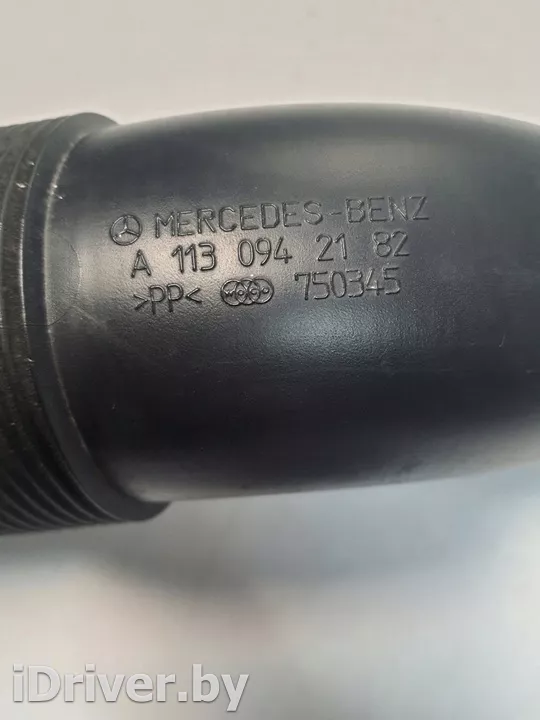 MERCEDES-BENZ
A 113 094 21 82
>PP< 750345
iDriver.by